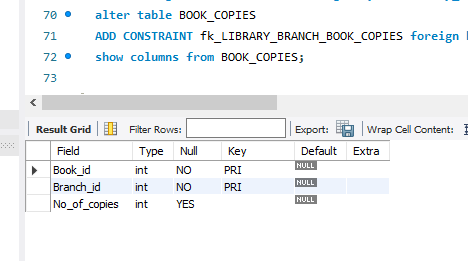 70 alter table BOOK_COPIES
71 ADD CONSTRAINT fk_LIBRARY_BRANCH_BOOK_COPIES foreign
72 show columns from BOOK_COPIES;
73
Result Grid Filter Rows: Export: Wrap Cell Content:
Field Type Null Key Default Extra
Book_id int NO PRI NULL
Branch_id int NO PRI NULL
No_of_copies int YES NULL